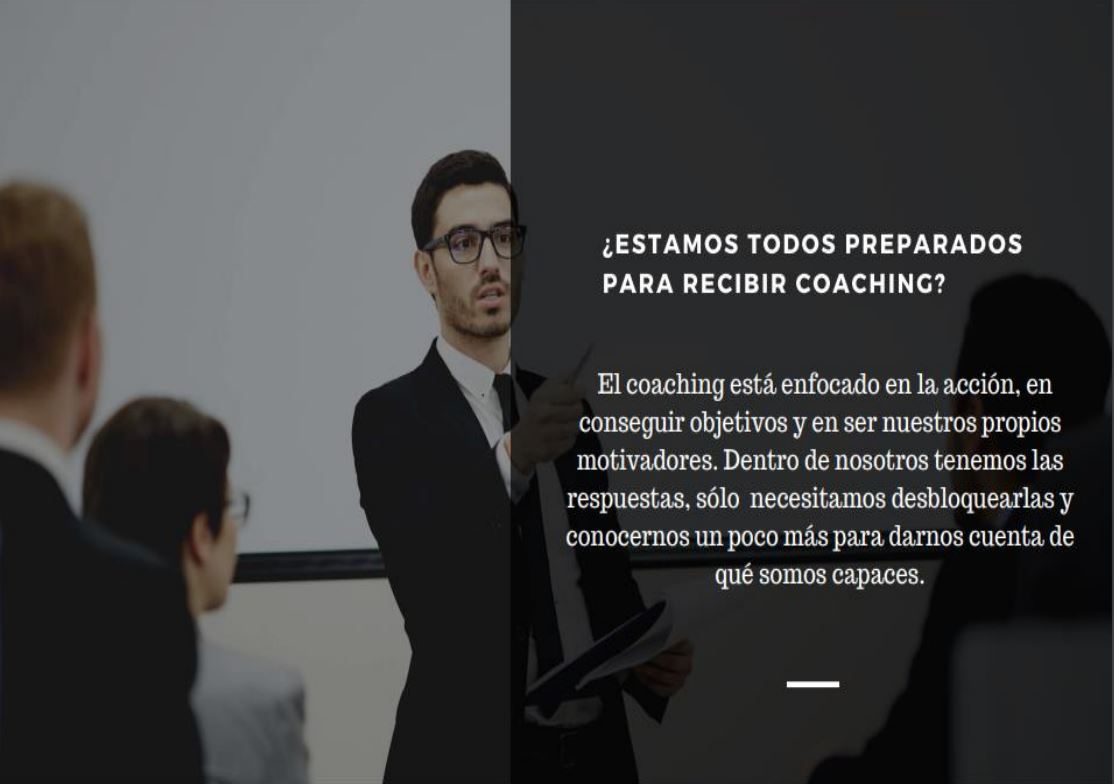 ¿ESTAMOS TODOS PREPARADOS
PARA RECIBIR COACHING?
El coaching está enfocado en la acción, en
conseguir objetivos y en ser nuestros propios
motivadores. Dentro de nosotros tenemos las
respuestas, sólo  necesitamos desbloquearlas y
conocernos un poco más para darnos cuenta de
qué somos capaces.